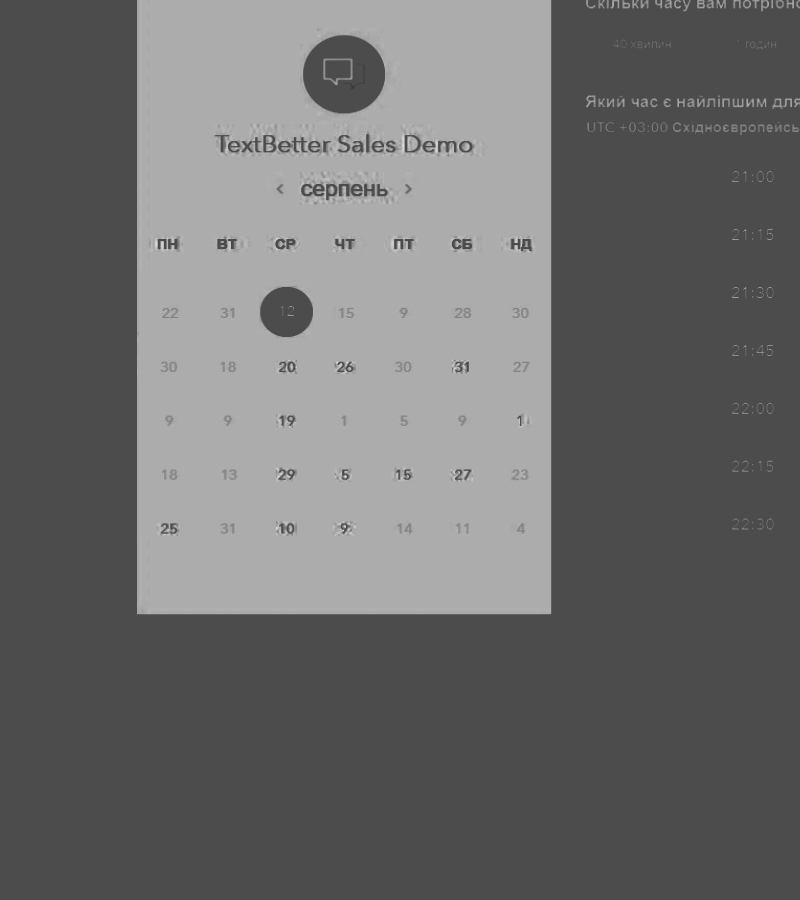 TextBetter Sales Demo
‹ серпень ›
ПН ВТ СР ЧТ ПТ СБ НД
22 31 12 15 9 28 30
30 18 20 26 30 31 27
9 9 19 1 5 9 1
18 13 29 5 15 27 23
25 31 10 9 14 11 4
Скільки часу вам потрібно
45 хвилин 1 годин
Який час є найліпшим для
UTC +03:00 Східноєвропейсь
21:00
21:15
21:30
21:45
22:00
22:15
22:30